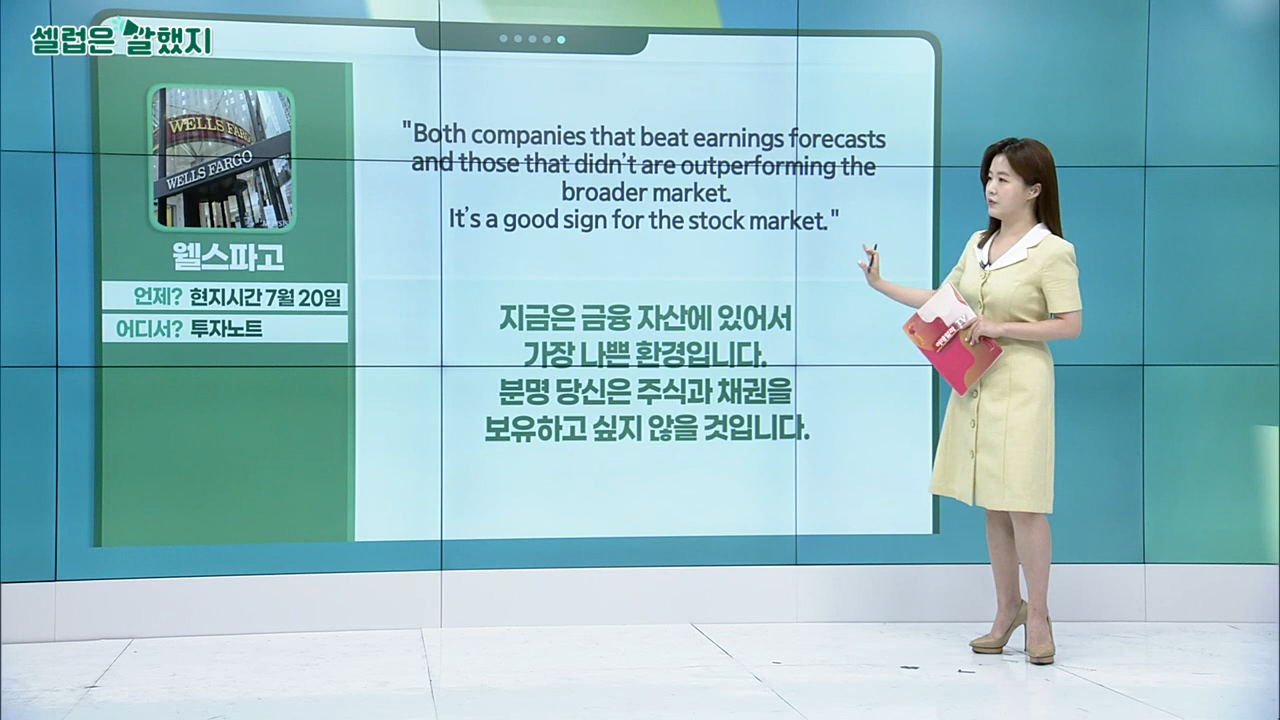 셀럽은 말했지
WELLS FARGO
WELLS FARGO
웰스파고
언제? 현지시간 7월 20일
어디서? 투자노트
"Both companies that beat earnings forecasts
and those that didn't are outperforming the
broader market.
It's a good sign for the stock market."
지금은 금융 자산에 있어서
가장 나쁜 환경입니다.
분명 당신은 주식과 채권을
보유하고 싶지 않을 것입니다.